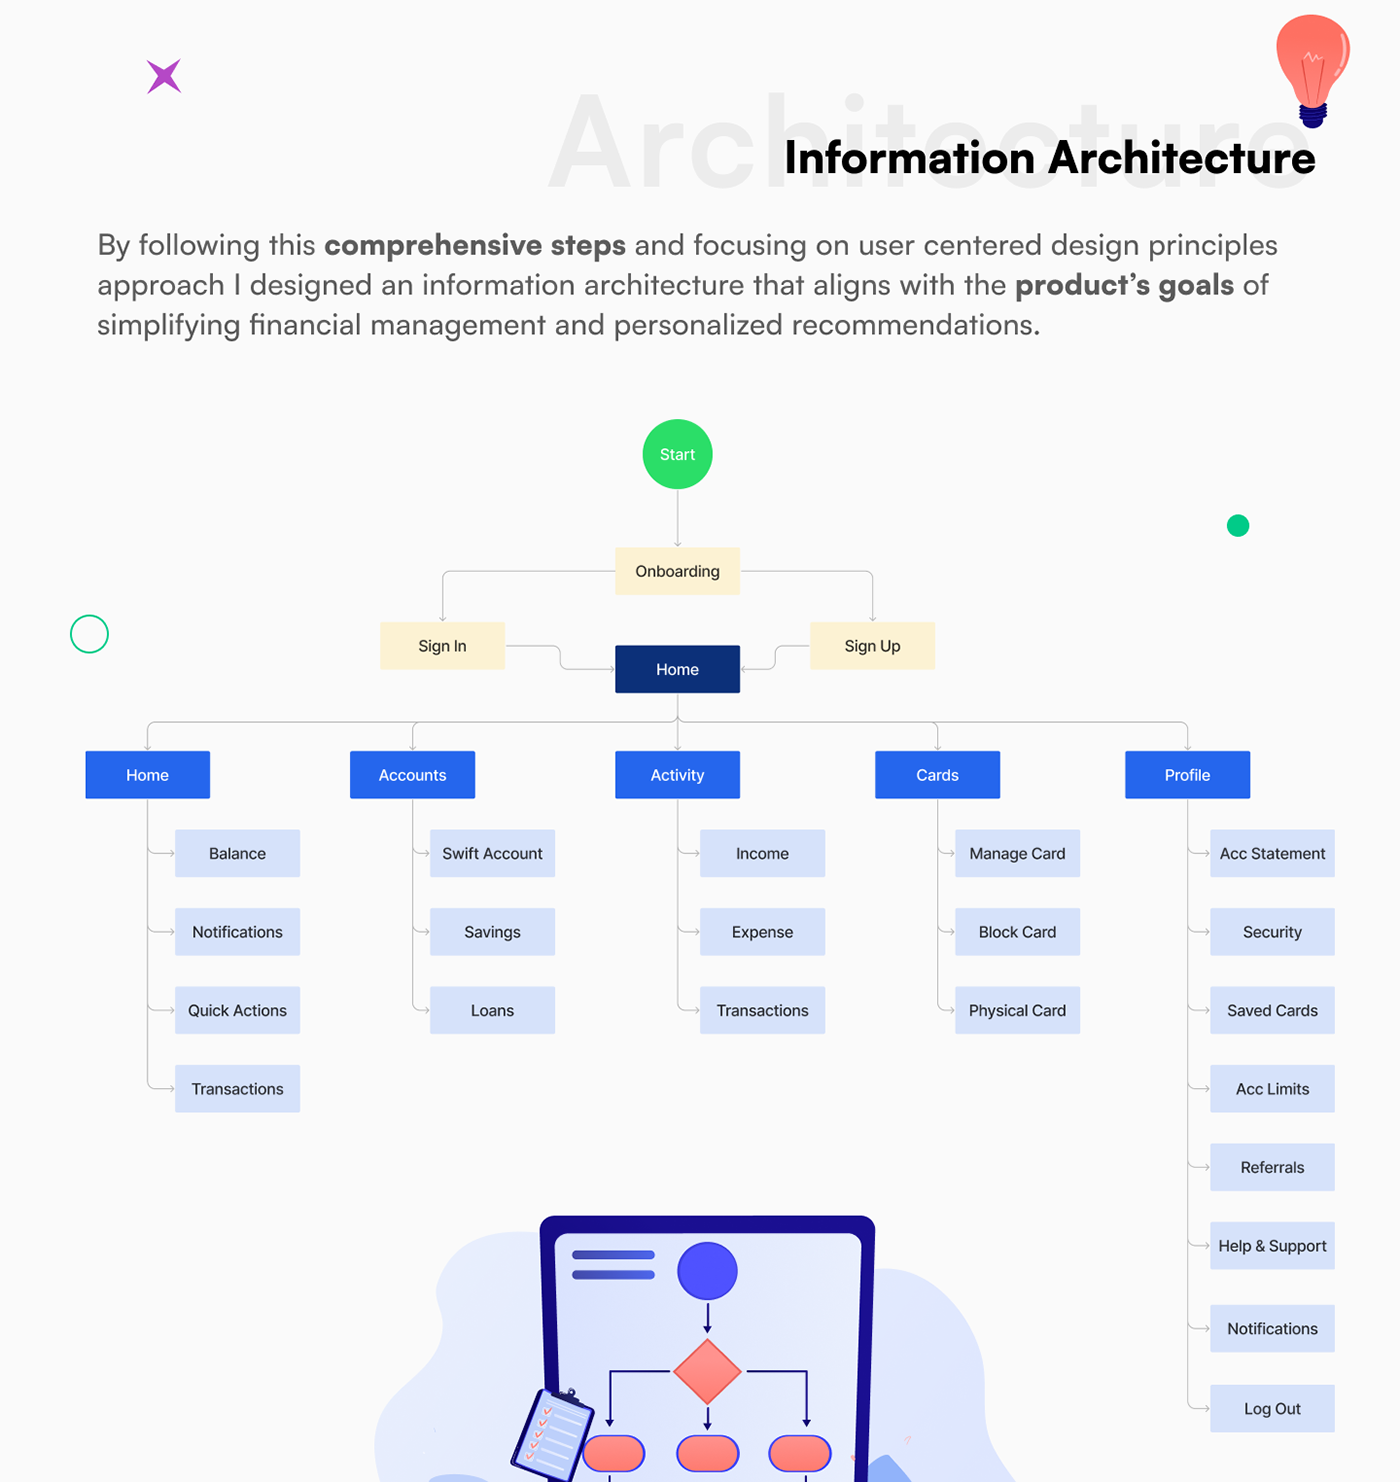 Architecture
Information Architecture
By following this comprehensive steps and focusing on user centered design principles
approach I designed an information architecture that aligns with the product’s goals of
simplifying financial management and personalized recommendations.
Start
Onboarding
Sign In
Sign Up
Home
Home
Accounts
Activity
Cards
Profile
Balance
Swift Account
Income
Manage Card
Acc Statement
Notifications
Savings
Expense
Block Card
Security
Quick Actions
Loans
Transactions
Physical Card
Saved Cards
Transactions
Acc Limits
Referrals
Help & Support
Notifications
Log Out